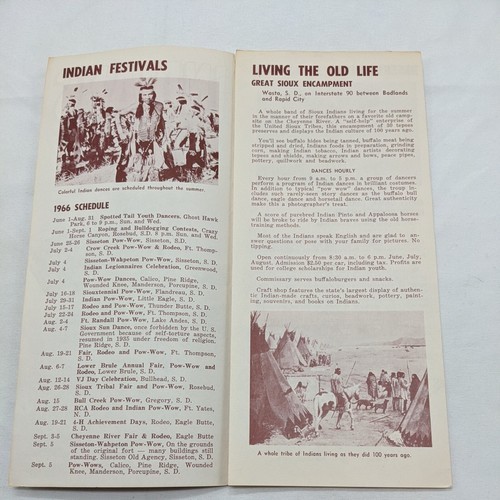 INDIAN FESTIVALS
Colorful Indian dances are scheduled throughout the summer.
1966 SCHEDULE
June 1-Aug. 31 Spotted Tail Youth Dancers, Ghost Hawk
Park, 6 to 9 p.m., Sun. and Wed.
June 1-Sept. 1 Roping and Bulldogging Contests, Crazy
Horse Canyon, Rosebud, S.D. 8 p.m. Sun. and Wed.
June 25-26 Sisseton Pow-Wow, Sisseton, S.D.
July 2-4 Crow Creek Pow-Wow & Rodeo, Ft. Thompson,
S. D.
July 4 Sisseton-Wahpeton Pow-Wow, Sisseton, S. D.
July 4 Indian Legionnaires Celebration, Greenwood,
S. D.
July 4 Pow-Wow Dances, Calico, Pine Ridge,
Wounded Knee, Manderson, Porcupine, S. D.
July 16-18 Siouxtennial Pow-Wow, Flandreau, S. D.
July 29-31 Indian Pow-Wow, Little Eagle, S. D.
July 15-17 Rodeo and Pow-Wow, Thunder Butte, S. D.
July 22-24 Rodeo and Pow-Wow, Ft. Thompson, S. D.
Aug. 2-4 Ft. Randall Pow-Wow, Lake Andes, S. D.
Aug. 4-7 Sioux Sun Dance, once forbidden by the U. S.
Government because of self-torture aspects,
resumed in 1935 under freedom of religion,
Pine Ridge, S. D.
Aug. 19-21 Fair, Rodeo and Pow-Wow, Ft. Thompson,
S. D.
Aug. 6-7 Lower Brule Annual Fair, Pow-Wow and
Rodeo, Lower Brule, S. D.
Aug. 12-14 VJ Day Celebration, Bullhead, S. D.
Aug. 26-28 Sioux Tribal Fair and Pow-Wow, Rosebud,
S. D.
Aug. 15 Bull Creek Pow-Wow, Gregory, S. D.
Aug. 27-28 RCA Rodeo and Indian Pow-Wow, Ft. Yates,
N. D.
Aug. 19-21 4-H Achievement Days, Rodeo, Eagle Butte,
S. D.
Sept. 3-5 Cheyenne River Fair & Rodeo, Eagle Butte
Sept. 5 Sisseton-Wahpeton Pow-Wow, On the grounds
of the original fort — many buildings still
standing. Sisseton Old Agency, Sisseton, S. D.
Sept. 5 Pow-Wows, Calico, Pine Ridge, Wounded
Knee, Manderson, Porcupine, S. D.
LIVING THE OLD LIFE
GREAT SIOUX ENCAMPMENT
Wasta, S. D., on Interstate 90 between Badlands
and Rapid City
A whole band of Sioux Indians living for the summer
in the manner of their forefathers on a favorite old camp-
site on the Cheyenne River. A "self-help" enterprise of
the United Sioux Tribes, this encampment of 30 tepees
preserves and displays the Indian culture of 100 years ago.
You'll see buffalo hides being tanned, buffalo meat being
stripped and dried, Indians foods in preparation, grinding
corn, making Indian tobacco, Indian artists decorating
tepees and shields, making arrows and bows, peace pipes,
pottery, quillwork and beadwork.
DANCES HOURLY
Every hour from 9 a.m. to 5 p.m. a group of dancers
perform a program of Indian dances in brilliant costumes.
In addition to typical "pow wow" dances, the troup in-
cludes such rarely-seen story dances as the buffalo bull
dance, eagle dance and horsetail dance. Great authenticity
make this a photographer's treat.
A score of purebred Indian Pinto and Appaloosa horses
will be broke to ride by Indian braves using the old horse-
training methods.
Most of the Indians speak English and are glad to an-
swer questions or pose with your family for pictures. No
tipping.
Open continuously from 8:30 a.m. to 6 p.m. June, July,
August. Admission $2.50 per car, including tax. Profits are
used for college scholarships for Indian youth.
Commissary serves buffaloburgers and snacks.
Craft shop features the state's largest display of authen-
tic Indian-made crafts, curios, beadwork, pottery, paint-
ing, souvenirs, and books on Indians.
A whole tribe of Indians living as they did 100 years ago.